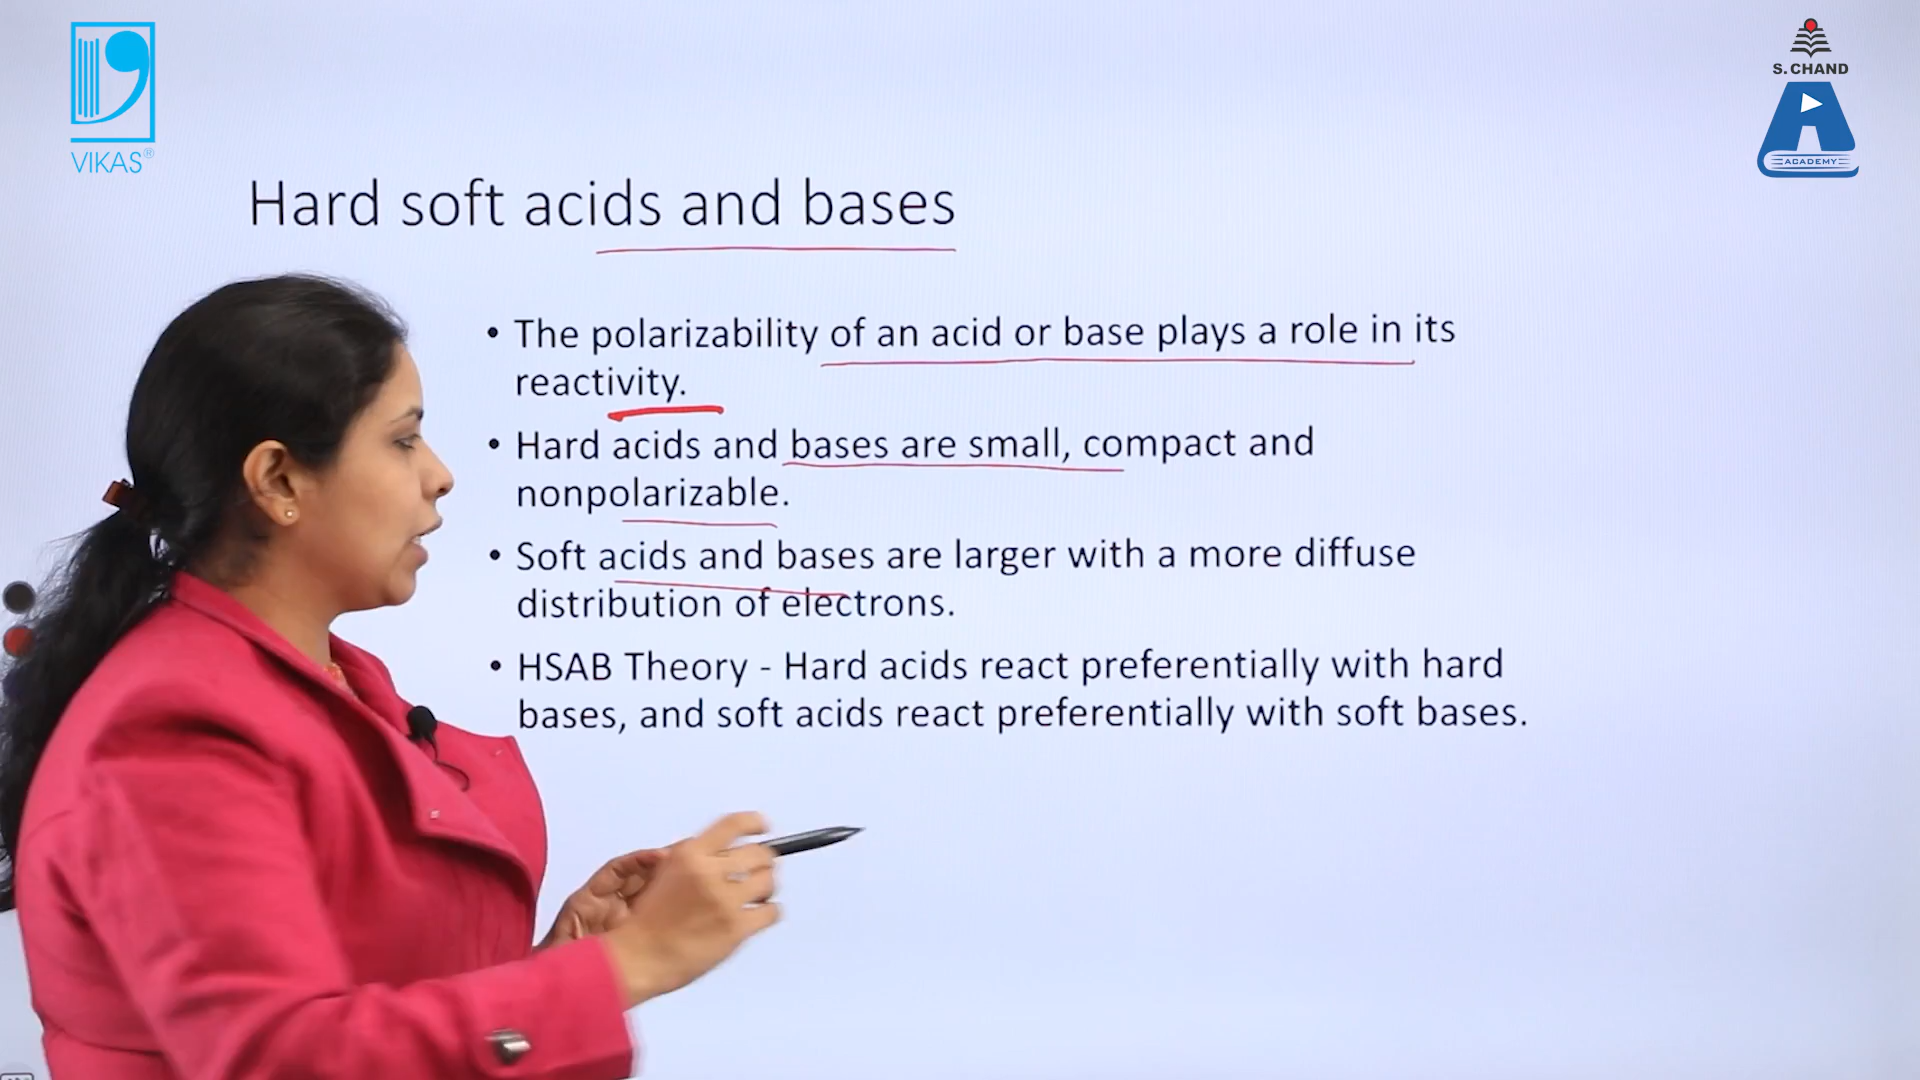 VIKAS®
S. CHAND
ACADEMY
Hard soft acids and bases
• The polarizability of an acid or base plays a role in its
reactivity.
• Hard acids and bases are small, compact and
nonpolarizable.
• Soft acids and bases are larger with a more diffuse
distribution of electrons.
• HSAB Theory - Hard acids react preferentially with hard
bases, and soft acids react preferentially with soft bases.